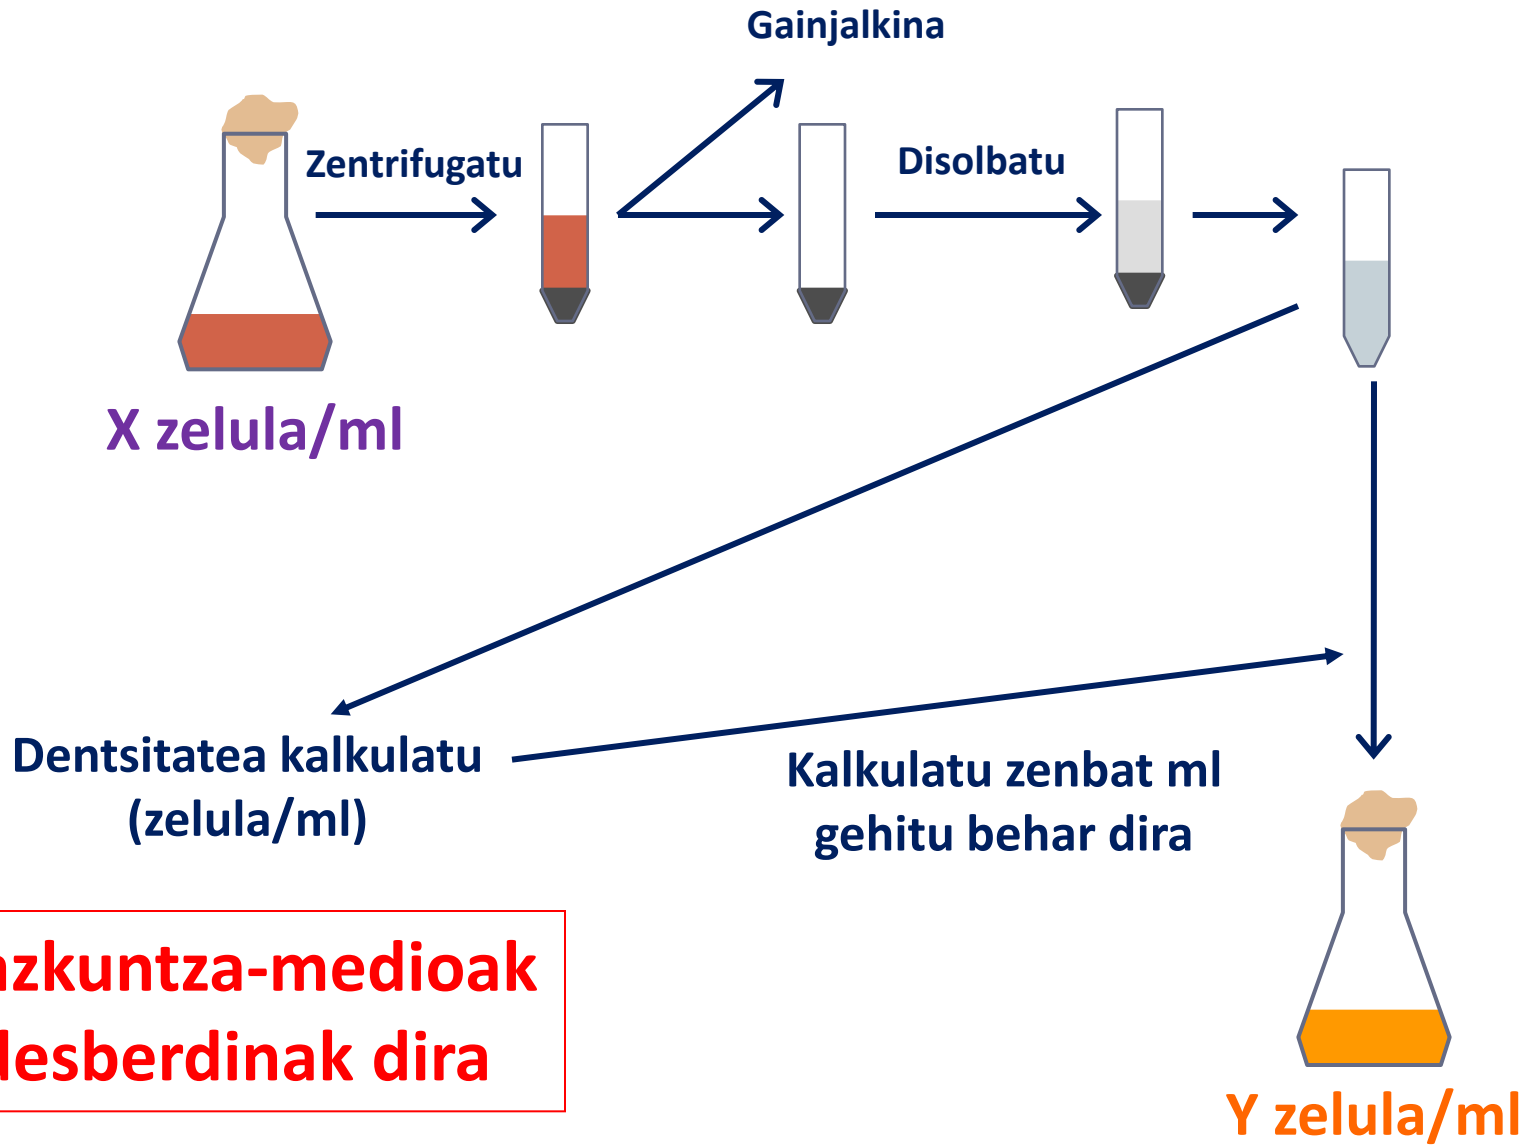 Gainjalkina
Zentrifugatu
Disolbatu
X zelula/ml
Dentsitatea kalkulatu
(zelula/ml)
Kalkulatu zenbat ml
gehitu behar dira
azkuntza-medioak
desberdinak dira
Y zelula/ml